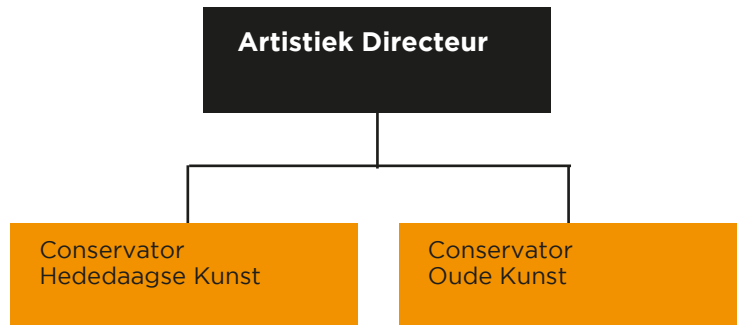 Artistiek Directeur
Conservator
Hededaagse Kunst
Conservator
Oude Kunst